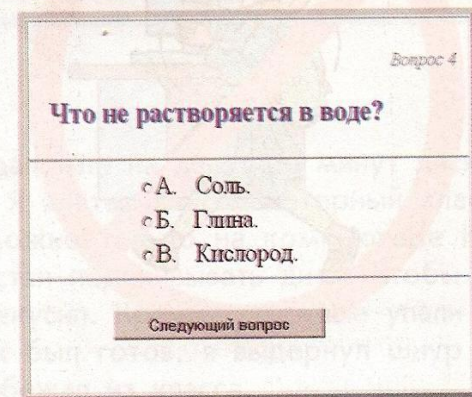 Вопрос 4
Что не растворяется в воде?
А. Соль.
Б. Глина.
В. Кислород.
Следующий вопрос